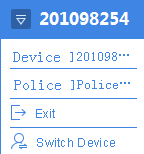 201098254
Device ]201098···
Police ]Police···
Exit
Switch Device